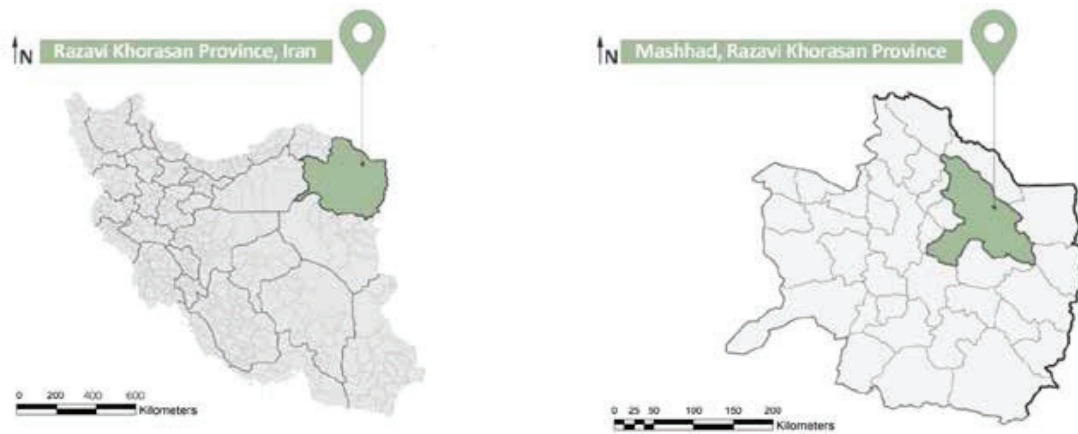 N
Razavi Khorasan Province, Iran
0 200 400 600
Kilometers
N
Mashhad, Razavi Khorasan Province
0 25 50 100 150 200
Kilometers